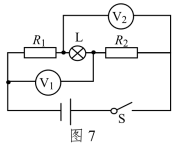 V₂
R₁ L R₂
V₁
S
图 7